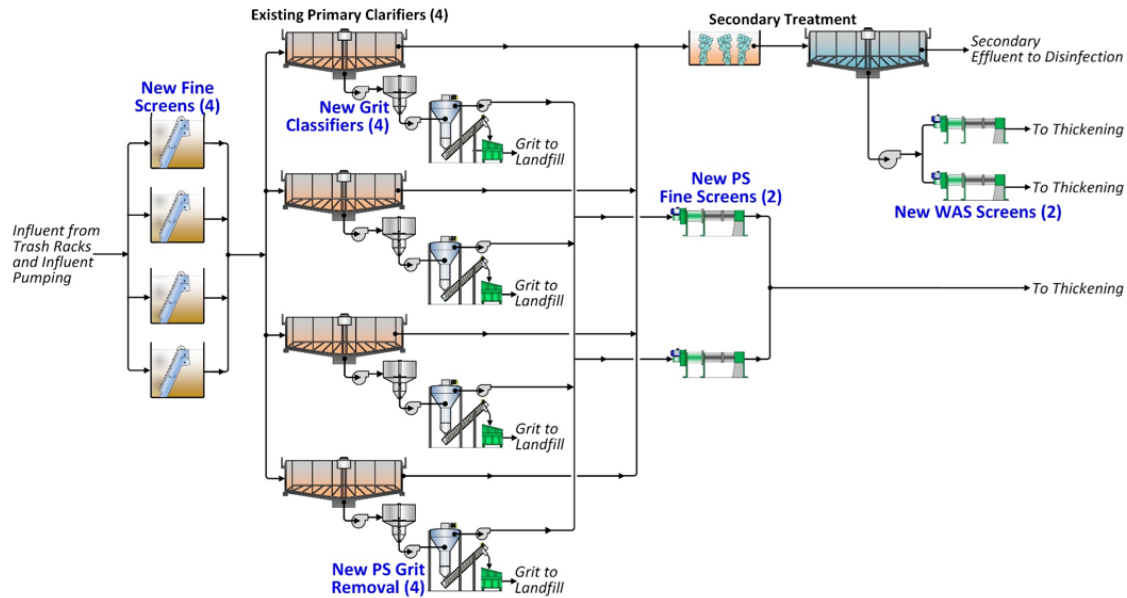 Existing Primary Clarifiers (4)
Secondary Treatment
Secondary
Effluent to Disinfection
New Fine
Screens (4)
New Grit
Classifiers (4)
Grit to
Landfill
To Thickening
To Thickening
New WAS Screens (2)
New PS
Fine Screens (2)
Influent from
Trash Racks
and Influent
Pumping
Grit to
Landfill
To Thickening
Grit to
Landfill
New PS Grit
Removal (4)
Grit to
Landfill